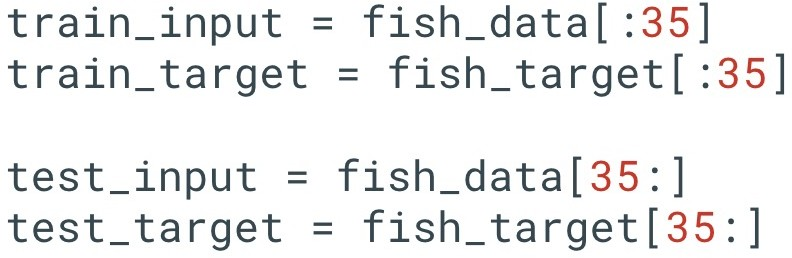 train_input = fish_data[:35]
train_target = fish_target[:35]
test_input = fish_data[35:]
test_target = fish_target[35:]